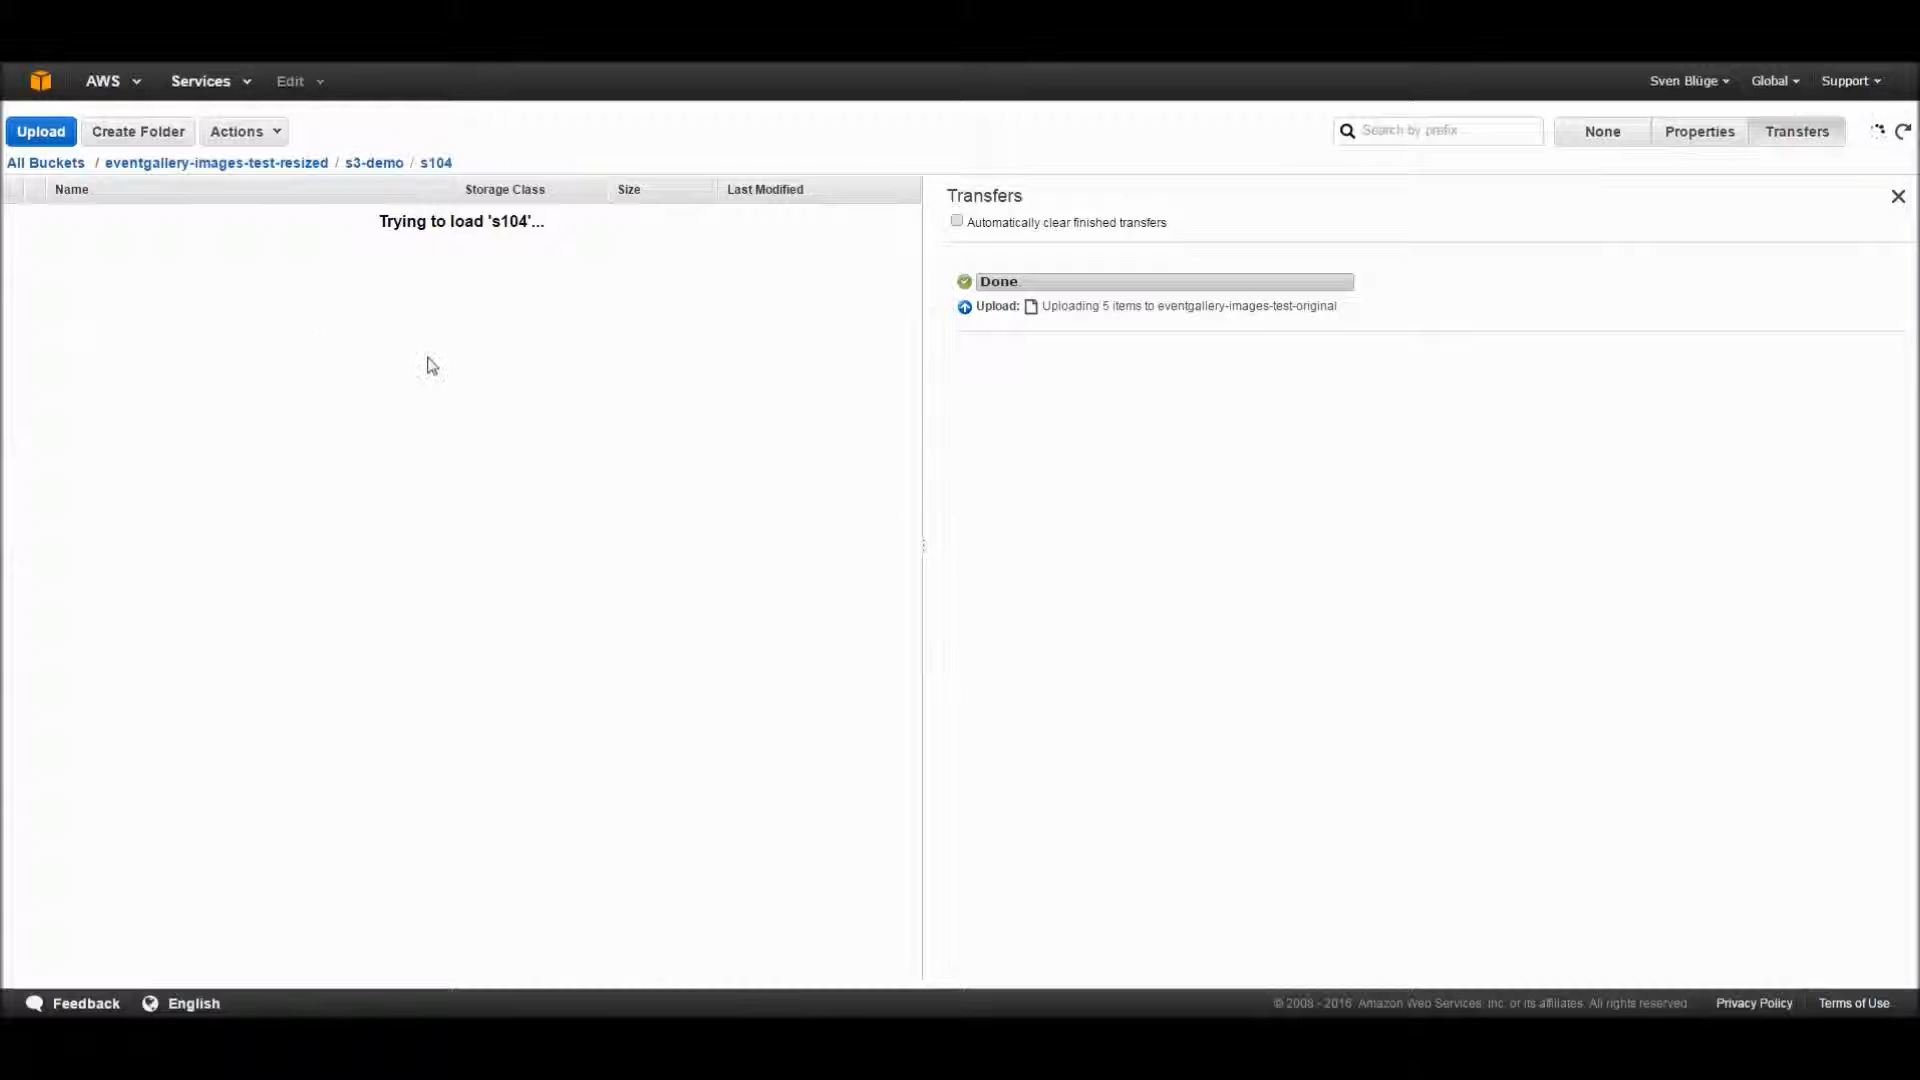 AWS Services Edit Sven Blüge Global Support
Upload Create Folder Actions Search by prefix None Properties Transfers
All Buckets / eventgallery-images-test-resized / s3-demo / s104
Name Storage Class Size Last Modified
Transfers
Trying to load 's104'...
Automatically clear finished transfers
Done
Upload: Uploading 5 items to eventgallery-images-test-original
Feedback English © 2008 - 2016, Amazon Web Services, Inc. or its affiliates. All rights reserved. Privacy Policy Terms of Use